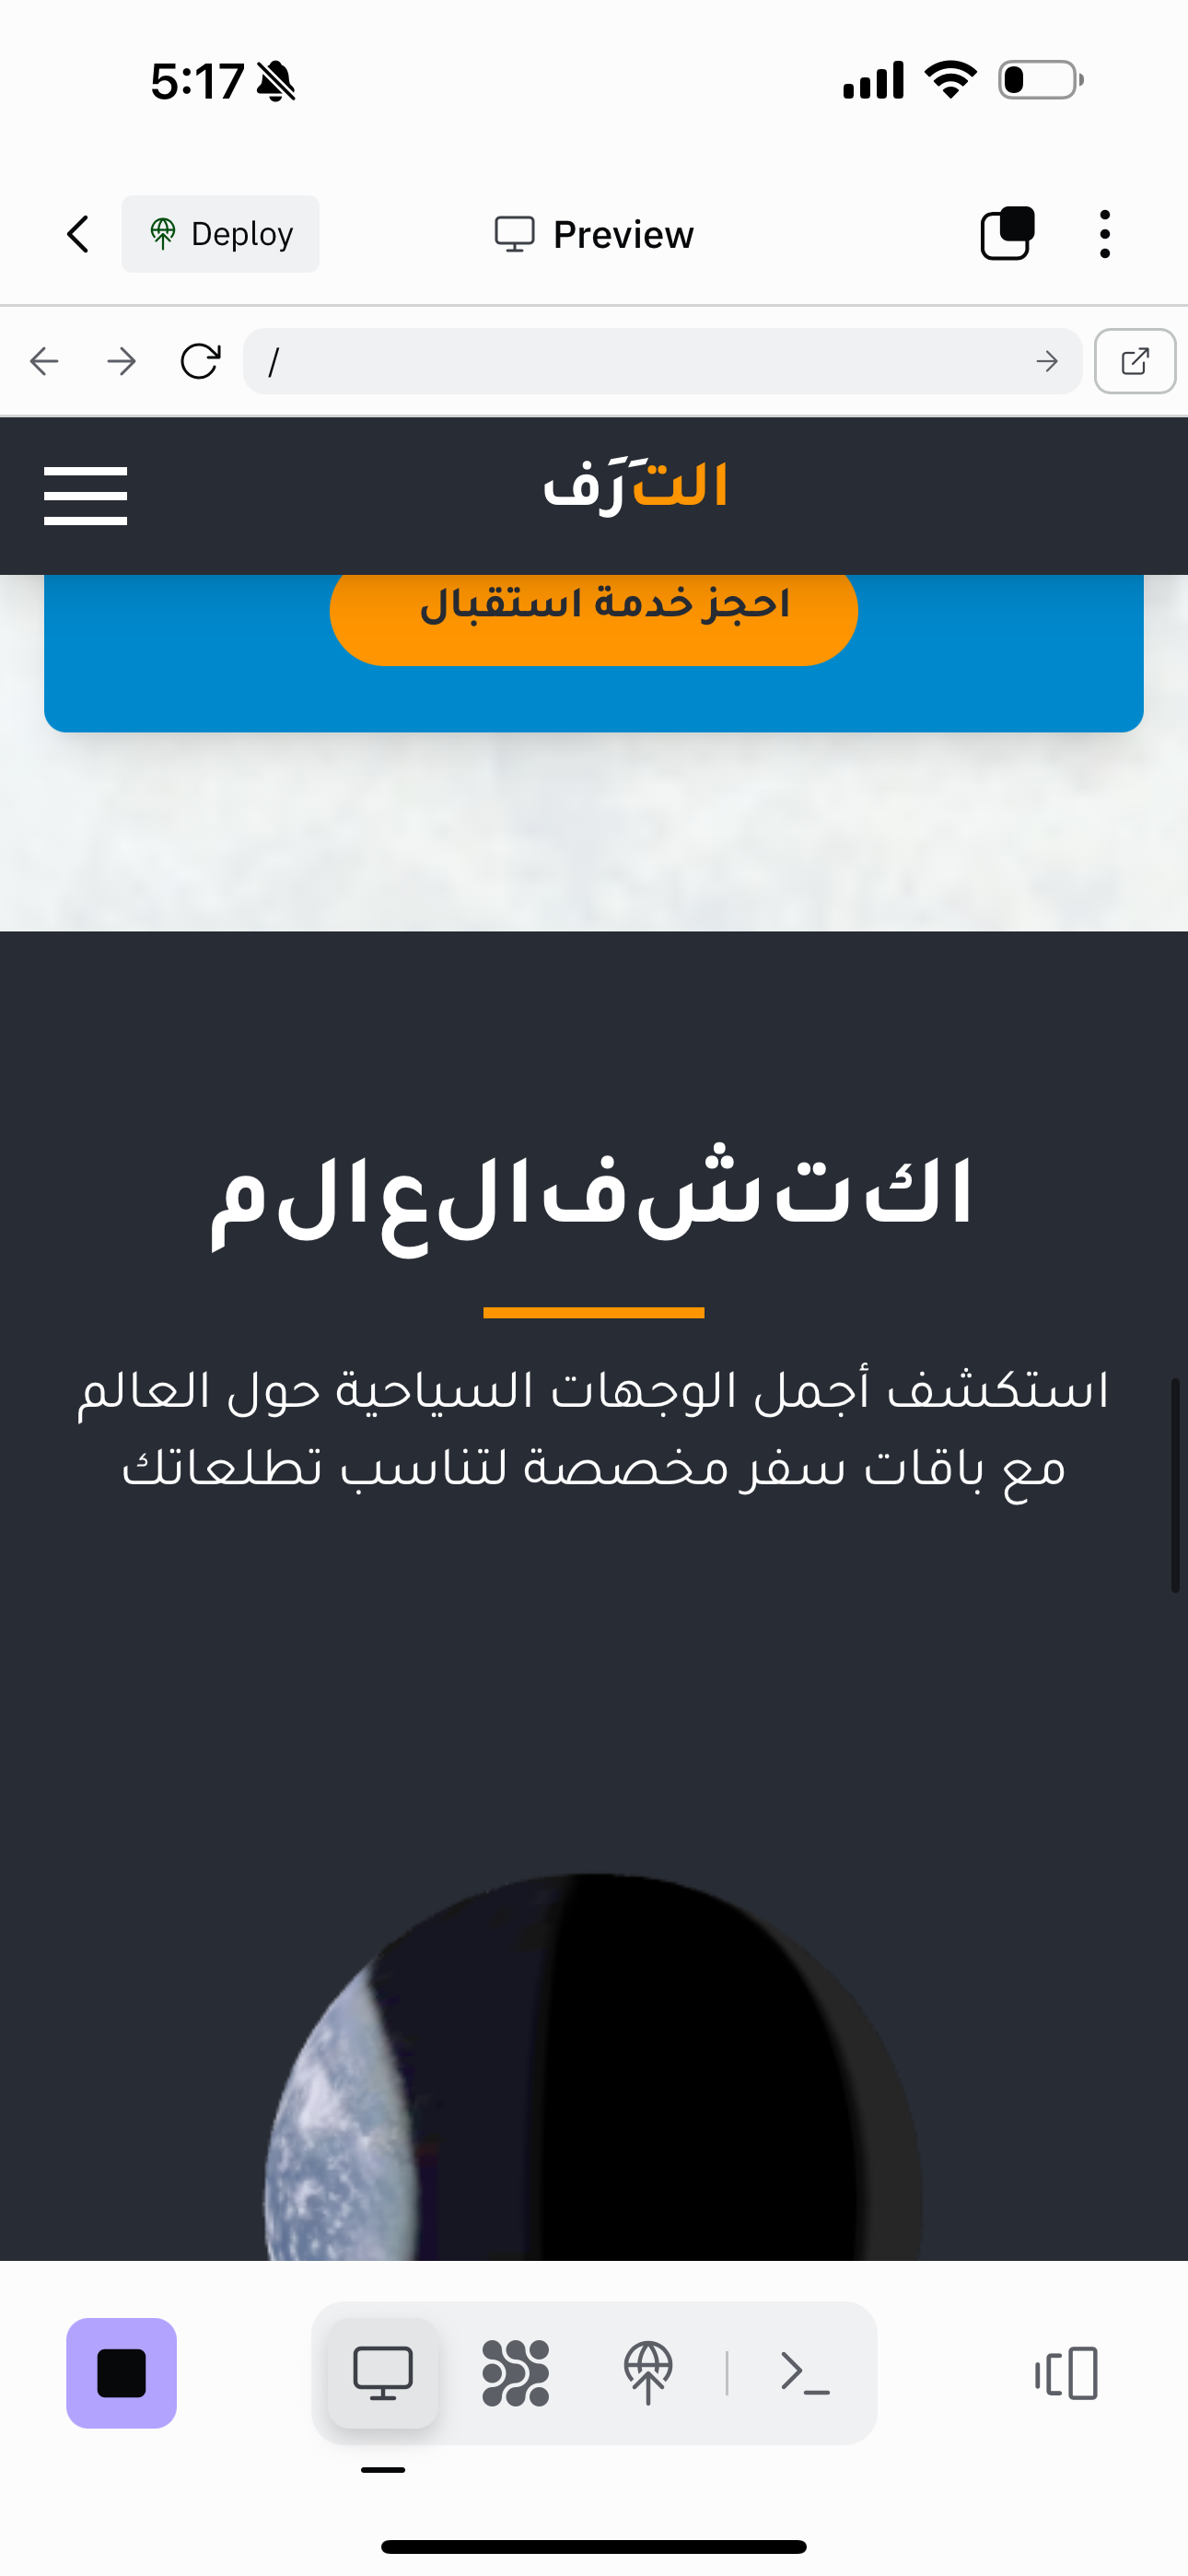 5:17
Deploy
Preview
/
التَرَف
احجز خدمة استقبال
اكتشف العالم
استكشف أجمل الوجهات السياحية حول العالم
مع باقات سفر مخصصة لتناسب تطلعاتك